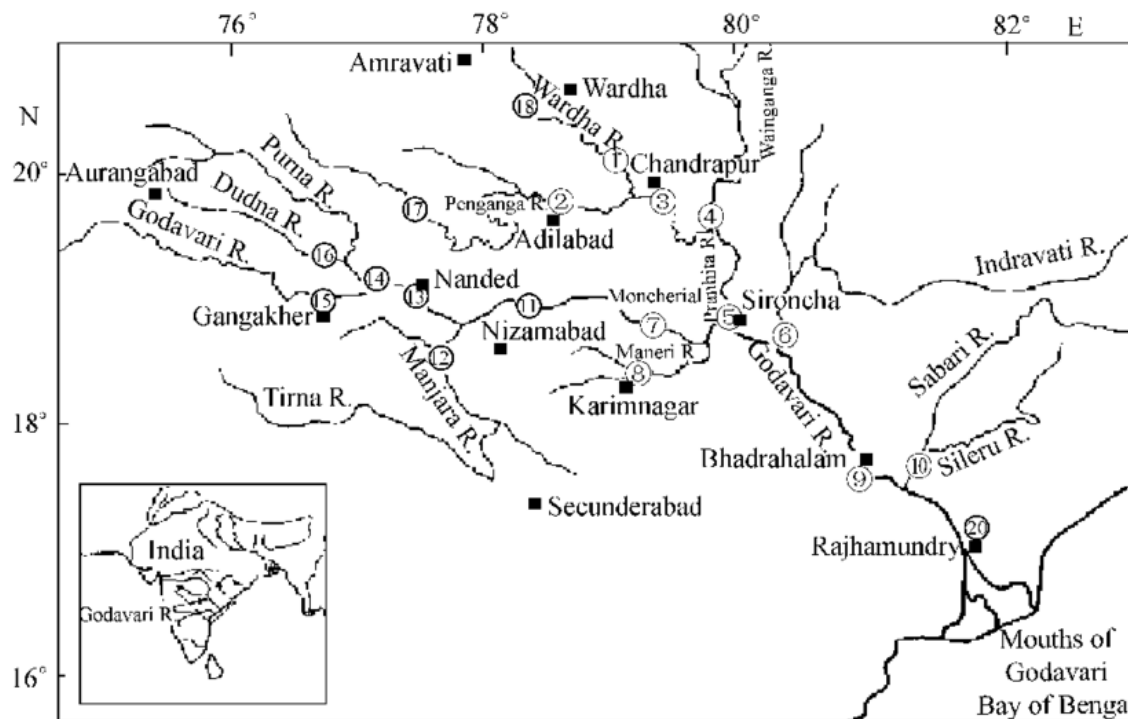 76°
78°
80°
82°
E
N
20°
18°
16°
Amravati
Wardha
⑱
Wardha R.
Wainganga R.
①
Chandrapur
Purna R.
Aurangabad
Dudna R.
Godavari R.
⑰
Penganga R.
②
③
④
Adilabad
Pranhita R.
Indravati R.
⑯
⑭
Nanded
⑮
⑬
⑪
Moncherial
Sironcha
Gangakher
Nizamabad
⑦
⑤
⑥
⑫
Maneri R.
⑧
Karimnagar
Manjara R.
Tirna R.
Godavari R.
Sabari R.
Sileru R.
Bhadrahalam
⑨
⑩
Secunderabad
⑳
Rajhamundry
India
Godavari R
Mouths of
Godavari
Bay of Benga